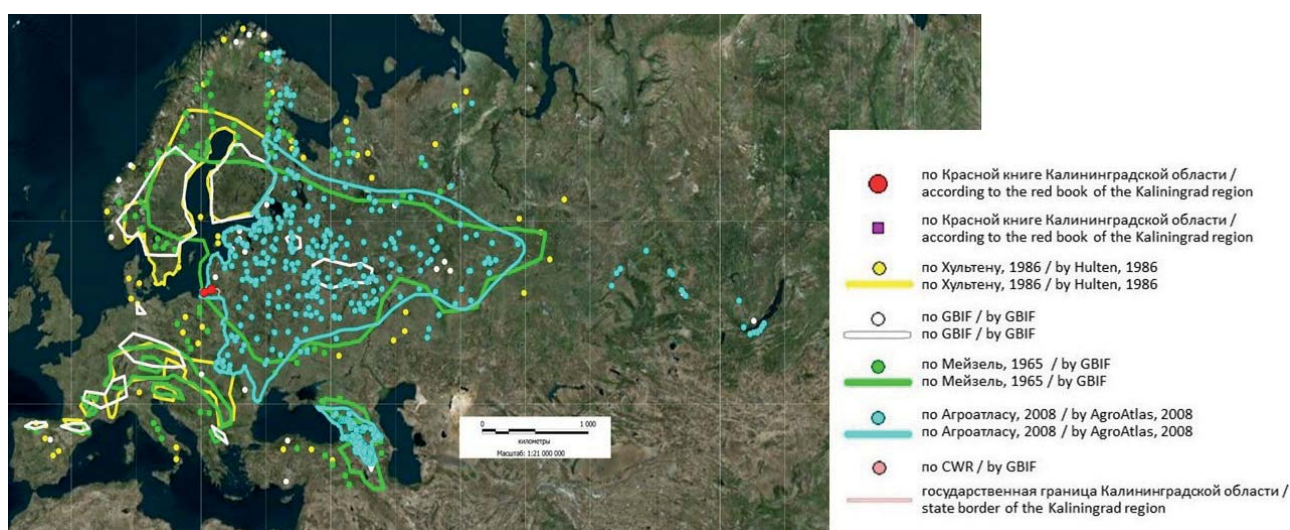 по Красной книге Калининградской области /
according to the red book of the Kaliningrad region
по Красной книге Калининградской области /
according to the red book of the Kaliningrad region
по Хультену, 1986 / by Hulten, 1986
по Хультену, 1986 / by Hulten, 1986
по GBIF / by GBIF
по GBIF / by GBIF
по Мейзель, 1965 / by GBIF
по Мейзель, 1965 / by GBIF
по Агроатласу, 2008 / by AgroAtlas, 2008
по Агроатласу, 2008 / by AgroAtlas, 2008
по CWR / by GBIF
государственная граница Калининградской области /
state border of the Kaliningrad region
0 1 000
километры
Масштаб: 1:21 000 000